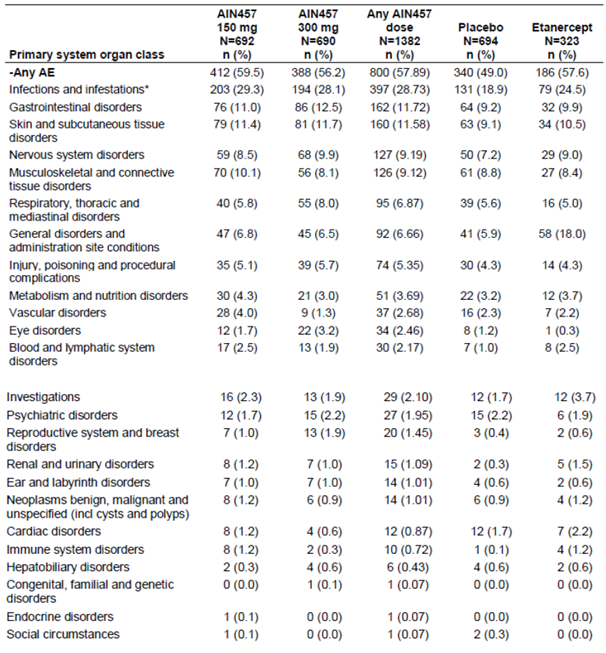 AIN457 AIN457 Any AIN457
150 mg 300 mg dose Placebo Etanercept
N=692 N=690 N=1382 N=694 N=323
Primary system organ class n (%) n (%) n (%) n (%) n (%)
-Any AE 412 (59.5) 388 (56.2) 800 (57.89) 340 (49.0) 186 (57.6)
Infections and infestations* 203 (29.3) 194 (28.1) 397 (28.73) 131 (18.9) 79 (24.5)
Gastrointestinal disorders 76 (11.0) 86 (12.5) 162 (11.72) 64 (9.2) 32 (9.9)
Skin and subcutaneous tissue 79 (11.4) 81 (11.7) 160 (11.58) 63 (9.1) 34 (10.5)
disorders
Nervous system disorders 59 (8.5) 68 (9.9) 127 (9.19) 50 (7.2) 29 (9.0)
Musculoskeletal and connective 70 (10.1) 56 (8.1) 126 (9.12) 61 (8.8) 27 (8.4)
tissue disorders
Respiratory, thoracic and 40 (5.8) 55 (8.0) 95 (6.87) 39 (5.6) 16 (5.0)
mediastinal disorders
General disorders and 47 (6.8) 45 (6.5) 92 (6.66) 41 (5.9) 58 (18.0)
administration site conditions
Injury, poisoning and procedural 35 (5.1) 39 (5.7) 74 (5.35) 30 (4.3) 14 (4.3)
complications
Metabolism and nutrition disorders 30 (4.3) 21 (3.0) 51 (3.69) 22 (3.2) 12 (3.7)
Vascular disorders 28 (4.0) 9 (1.3) 37 (2.68) 16 (2.3) 7 (2.2)
Eye disorders 12 (1.7) 22 (3.2) 34 (2.46) 8 (1.2) 1 (0.3)
Blood and lymphatic system 17 (2.5) 13 (1.9) 30 (2.17) 7 (1.0) 8 (2.5)
disorders
Investigations 16 (2.3) 13 (1.9) 29 (2.10) 12 (1.7) 12 (3.7)
Psychiatric disorders 12 (1.7) 15 (2.2) 27 (1.95) 15 (2.2) 6 (1.9)
Reproductive system and breast 7 (1.0) 13 (1.9) 20 (1.45) 3 (0.4) 2 (0.6)
disorders
Renal and urinary disorders 8 (1.2) 7 (1.0) 15 (1.09) 2 (0.3) 5 (1.5)
Ear and labyrinth disorders 7 (1.0) 7 (1.0) 14 (1.01) 4 (0.6) 2 (0.6)
Neoplasms benign, malignant and 8 (1.2) 6 (0.9) 14 (1.01) 6 (0.9) 4 (1.2)
unspecified (incl cysts and polyps)
Cardiac disorders 8 (1.2) 4 (0.6) 12 (0.87) 12 (1.7) 7 (2.2)
Immune system disorders 8 (1.2) 2 (0.3) 10 (0.72) 1 (0.1) 4 (1.2)
Hepatobiliary disorders 2 (0.3) 4 (0.6) 6 (0.43) 4 (0.6) 2 (0.6)
Congenital, familial and genetic 0 (0.0) 1 (0.1) 1 (0.07) 0 (0.0) 0 (0.0)
disorders
Endocrine disorders 1 (0.1) 0 (0.0) 1 (0.07) 0 (0.0) 0 (0.0)
Social circumstances 1 (0.1) 0 (0.0) 1 (0.07) 2 (0.3) 0 (0.0)